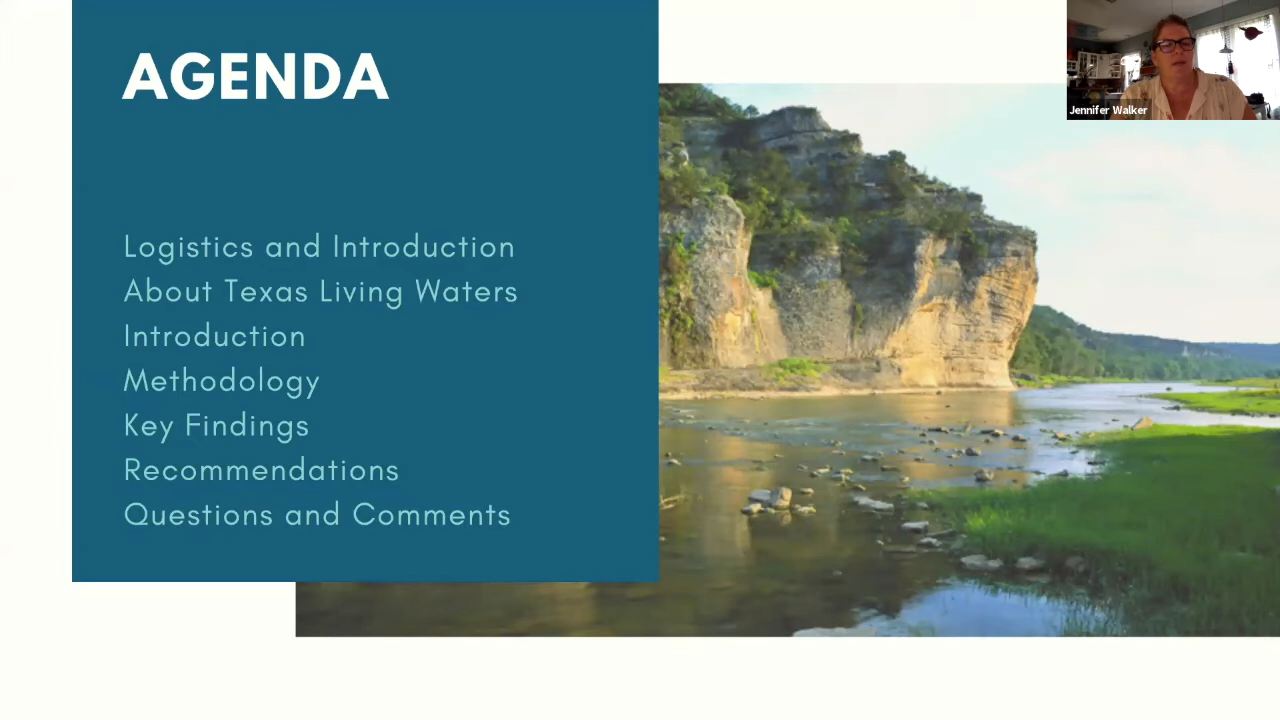 AGENDA
Logistics and Introduction
About Texas Living Waters
Introduction
Methodology
Key Findings
Recommendations
Questions and Comments
Jennifer Walker